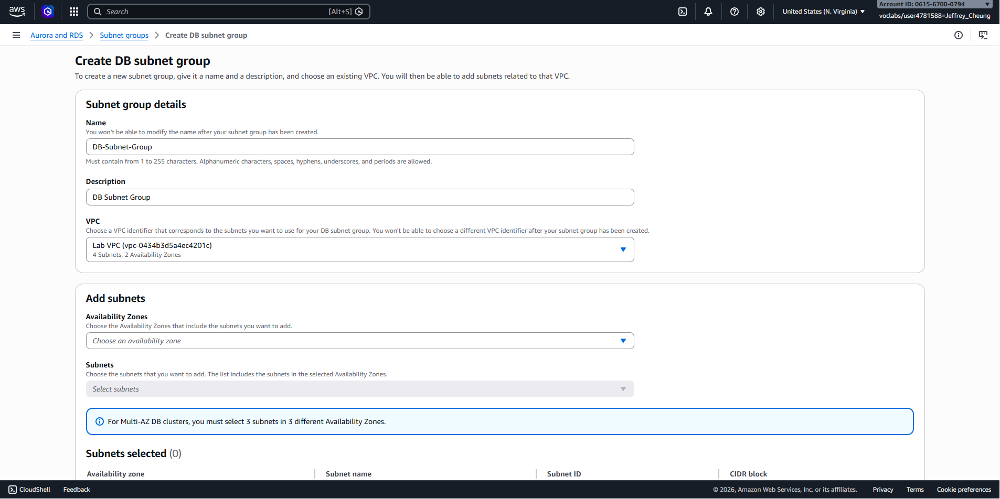 aws
Search
[Alt+S]
United States (N. Virginia)
Account ID: 0615-6700-0794
voclabs/user4781588=Jeffrey_Cheung
Aurora and RDS
Subnet groups
Create DB subnet group
Create DB subnet group
To create a new subnet group, give it a name and a description, and choose an existing VPC. You will then be able to add subnets related to that VPC.
Subnet group details
Name
You won't be able to modify the name after your subnet group has been created.
DB-Subnet-Group
Must contain from 1 to 255 characters. Alphanumeric characters, spaces, hyphens, underscores, and periods are allowed.
Description
DB Subnet Group
VPC
Choose a VPC identifier that corresponds to the subnets you want to use for your DB subnet group. You won't be able to choose a different VPC identifier after your subnet group has been created.
Lab VPC (vpc-0434b3d5a4ec4201c)
4 Subnets, 2 Availability Zones
Add subnets
Availability Zones
Choose the Availability Zones that include the subnets you want to add.
Choose an availability zone
Subnets
Choose the subnets that you want to add. The list includes the subnets in the selected Availability Zones.
Select subnets
For Multi-AZ DB clusters, you must select 3 subnets in 3 different Availability Zones.
Subnets selected (0)
Availability zone
Subnet name
Subnet ID
CIDR block
CloudShell
Feedback
© 2026, Amazon Web Services, Inc. or its affiliates.
Privacy
Terms
Cookie preferences